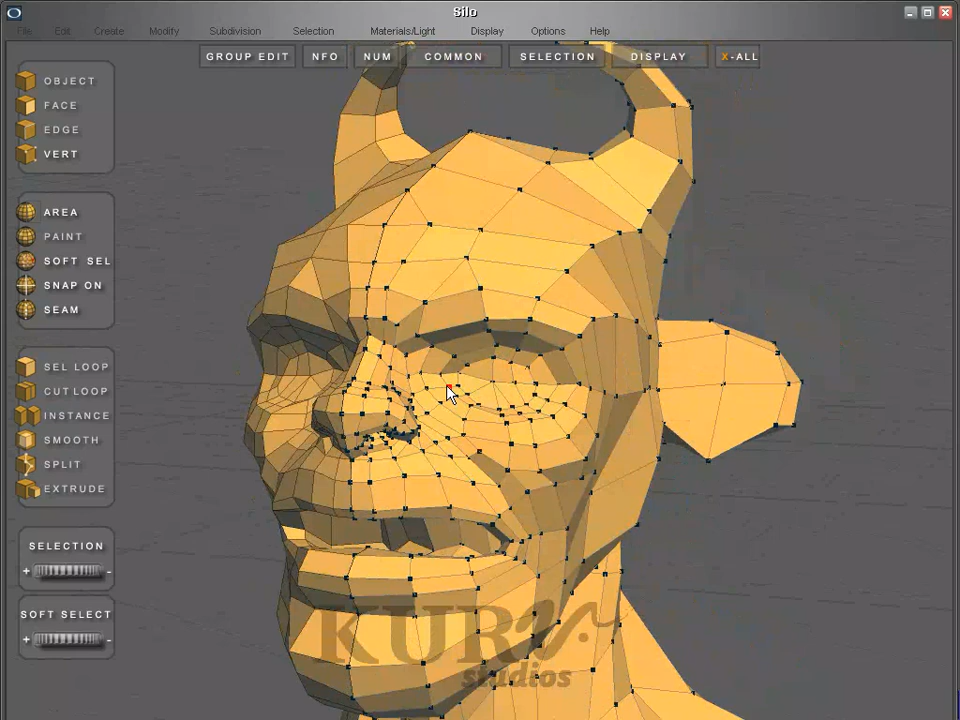 Silo
File Edit Create Modify Subdivision Selection Materials/Light Display Options Help
GROUP EDIT NFO NUM COMMON SELECTION DISPLAY X-ALL
OBJECT
FACE
EDGE
VERT
AREA
PAINT
SOFT SEL
SNAP ON
SEAM
SEL LOOP
CUT LOOP
INSTANCE
SMOOTH
SPLIT
EXTRUDE
SELECTION
+ -
SOFT SELECT
+ -
KURV
studios